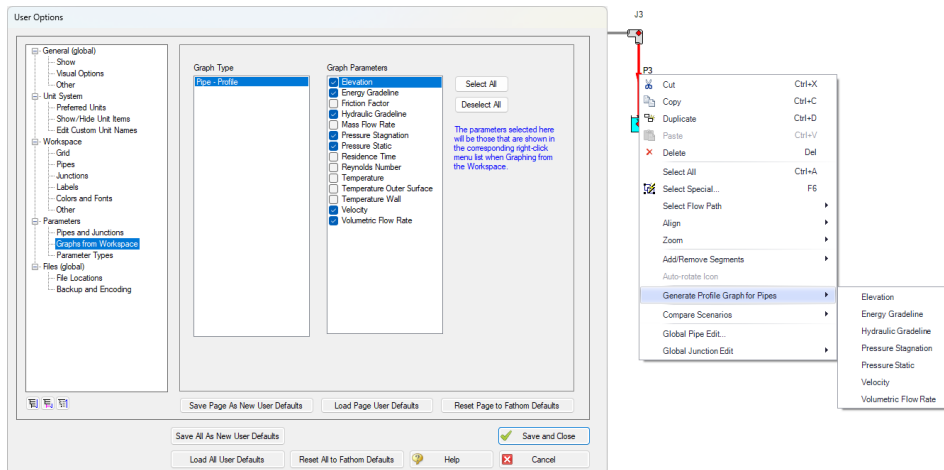 User Options
General (global)
Show
Visual Options
Other
Unit System
Preferred Units
Show/Hide Unit Items
Edit Custom Unit Names
Workspace
Grid
Pipes
Junctions
Labels
Colors and Fonts
Other
Parameters
Pipes and Junctions
Graphs from Workspace
Parameter Types
Files (global)
File Locations
Backup and Encoding
Graph Type
Pipe - Profile
Graph Parameters
Elevation
Energy Gradeline
Friction Factor
Hydraulic Gradeline
Mass Flow Rate
Pressure Stagnation
Pressure Static
Residence Time
Reynolds Number
Temperature
Temperature Outer Surface
Temperature Wall
Velocity
Volumetric Flow Rate
Select All
Deselect All
The parameters selected here
will be those that are shown in
the corresponding right-click
menu list when Graphing from
the Workspace.
Save Page As New User Defaults
Load Page User Defaults
Reset Page to Fathom Defaults
Save All As New User Defaults
Save and Close
Load All User Defaults
Reset All to Fathom Defaults
Help
Cancel
J3
P3
Cut Ctrl+X
Copy Ctrl+C
Duplicate Ctrl+D
Paste Ctrl+V
Delete Del
Select All Ctrl+A
Select Special... F6
Select Flow Path
Align
Zoom
Add/Remove Segments
Auto-rotate Icon
Generate Profile Graph for Pipes
Compare Scenarios
Global Pipe Edit...
Global Junction Edit
Elevation
Energy Gradeline
Hydraulic Gradeline
Pressure Stagnation
Pressure Static
Velocity
Volumetric Flow Rate